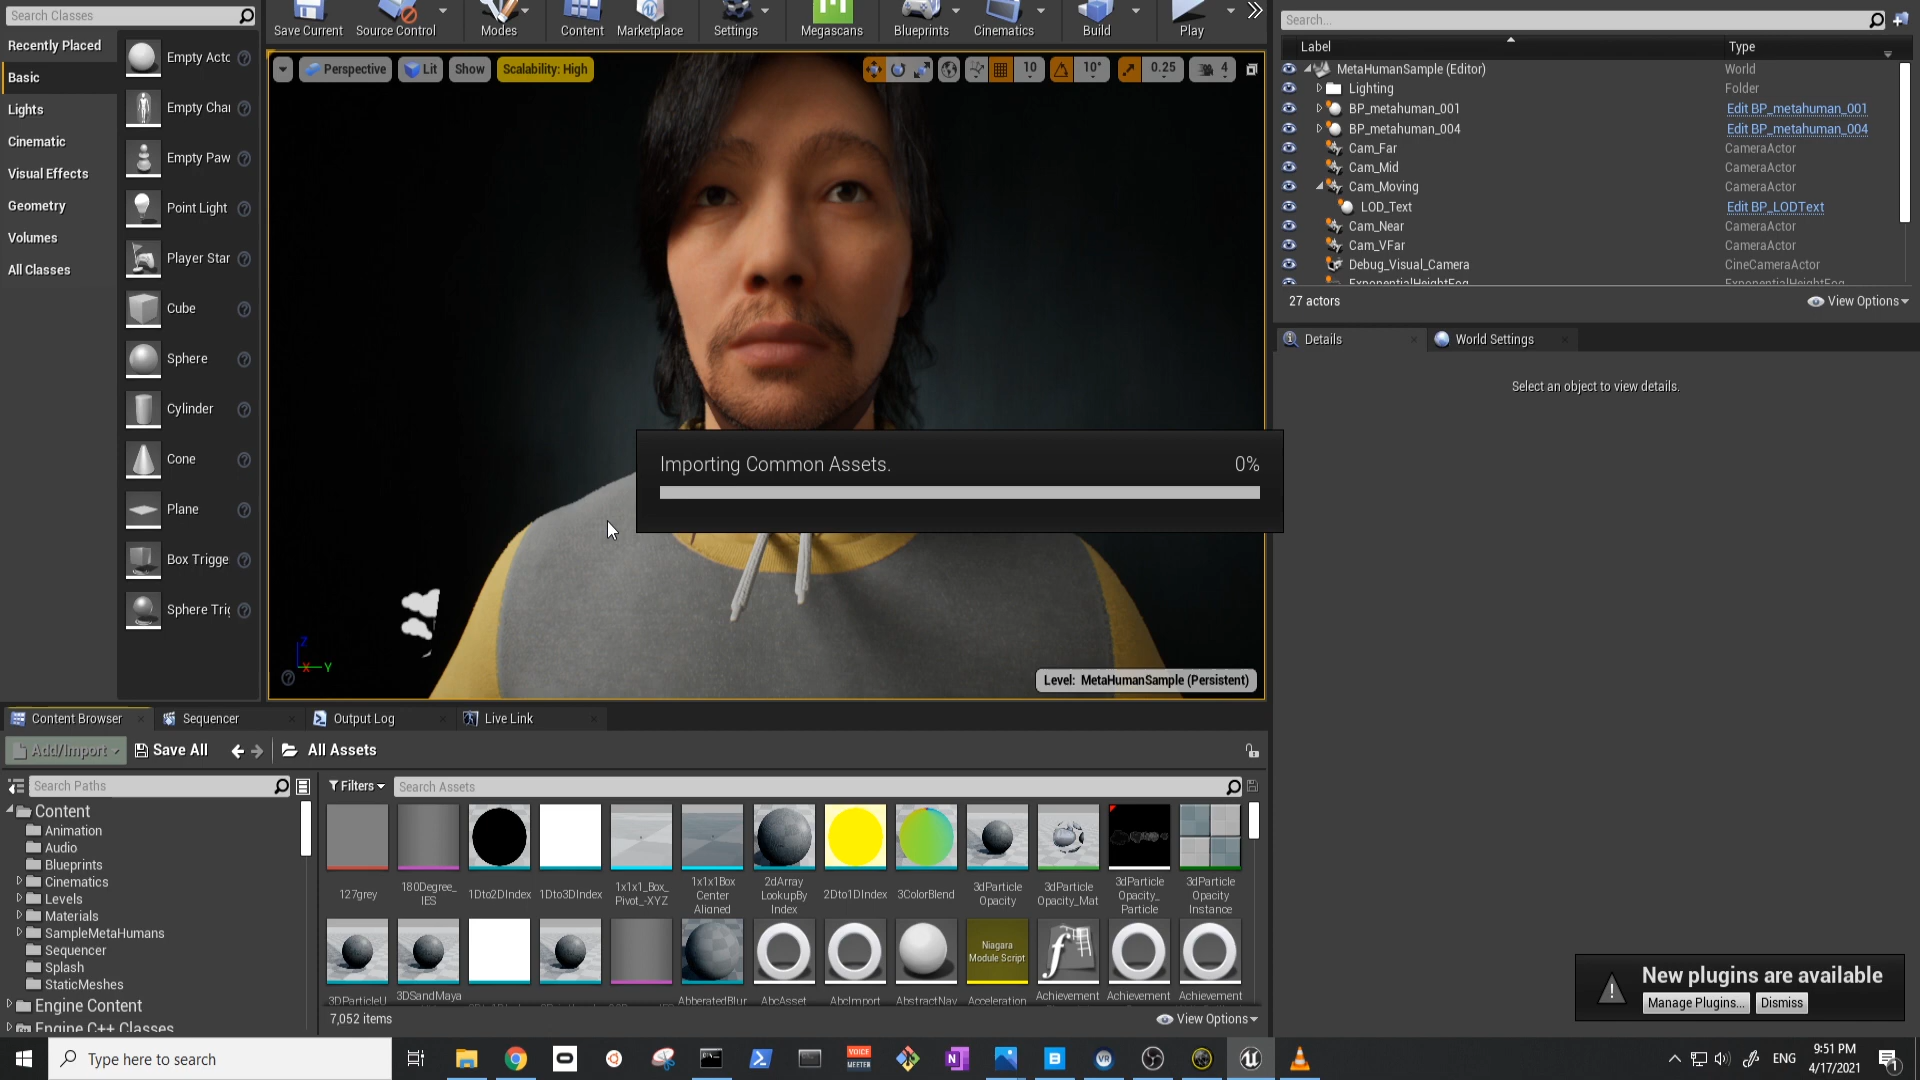 Search Classes
Recently Placed
Basic
Lights
Cinematic
Visual Effects
Geometry
Volumes
All Classes
Empty Acto
Empty Char
Empty Paw
Point Light
Player Star
Cube
Sphere
Cylinder
Cone
Plane
Box Trigge
Sphere Trig
Save Current
Source Control
Modes
Content
Marketplace
Settings
Megascans
Blueprints
Cinematics
Build
Play
Perspective
Lit
Show
Scalability: High
10
10°
0.25
4
Importing Common Assets.
0%
Z
X
Y
Level: MetaHumanSample (Persistent)
Search...
Label
Type
MetaHumanSample (Editor)
World
Lighting
Folder
BP_metahuman_001
Edit BP_metahuman_001
BP_metahuman_004
Edit BP_metahuman_004
Cam_Far
CameraActor
Cam_Mid
CameraActor
Cam_Moving
CameraActor
LOD_Text
Edit BP_LODText
Cam_Near
CameraActor
Cam_VFar
CameraActor
Debug_Visual_Camera
CineCameraActor
ExponentialHeightFog
ExponentialHeightFog
27 actors
View Options
Details
World Settings
Select an object to view details.
Content Browser
Sequencer
Output Log
Live Link
Add/Import
Save All
All Assets
Search Paths
Filters
Search Assets
Content
Animation
Audio
Blueprints
Cinematics
Levels
Materials
SampleMetaHumans
Sequencer
Splash
StaticMeshes
Engine Content
Engine C++ Classes
127grey
180Degree_
IES
1Dto2DIndex
1Dto3DIndex
1x1x1_Box_
Pivot_-XYZ
1x1x1Box
Center
Aligned
2dArray
LookupBy
Index
2Dto1DIndex
3ColorBlend
3dParticle
Opacity
3dParticle
Opacity_Mat
3dParticle
Opacity_
Particle
3dParticle
Opacity
Instance
Niagara
Module Script
3DParticleU
3DSandMaya
AbberatedBlur
AbcAsset
AbcImport
AbstractNav
Acceleration
Achievement
Achievement
Achievement
7,052 items
View Options
New plugins are available
Manage Plugins...
Dismiss
Type here to search
VOICE
MEETER
ENG
9:51 PM
4/17/2021
1